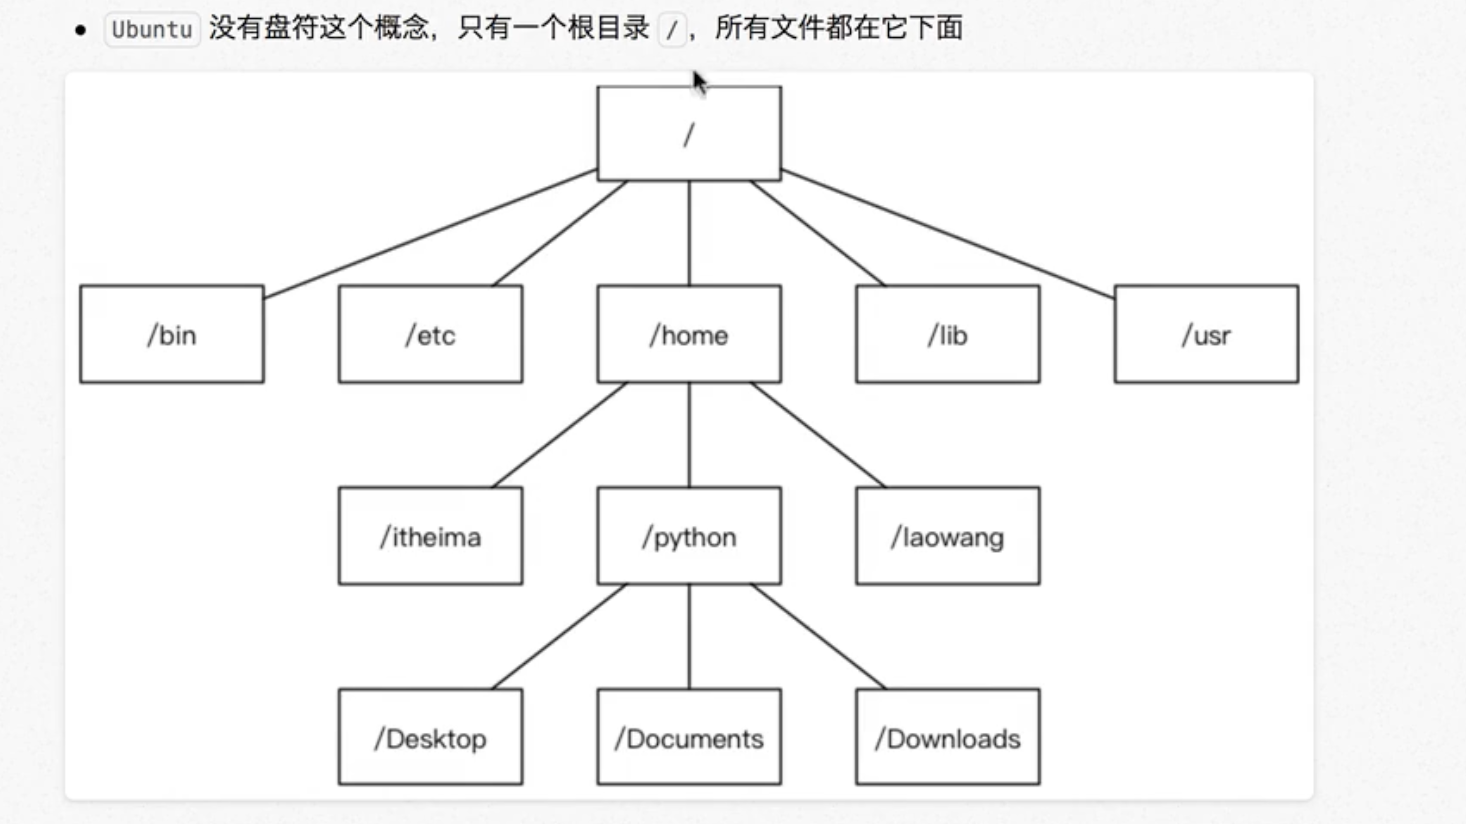 Ubuntu 没有盘符这个概念，只有一个根目录 /，所有文件都在它下面
/
/bin
/etc
/home
/lib
/usr
/itheima
/python
/laowang
/Desktop
/Documents
/Downloads